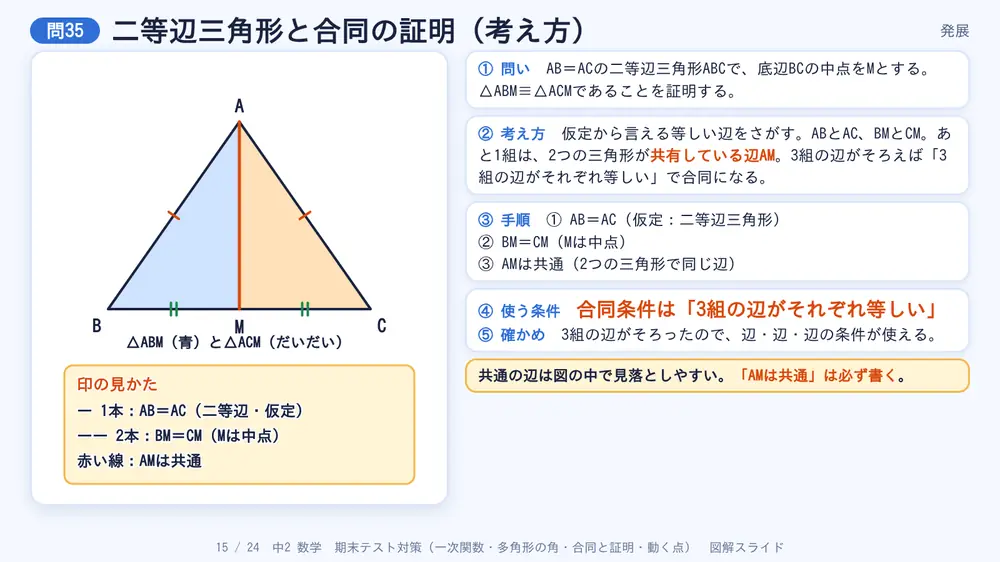 問35 二等辺三角形と合同の証明（考え方）
発展
A
B
M
C
△ABM（青）と△ACM（だいだい）
印の見かた
ー 1本：AB＝AC（二等辺・仮定）
ーー 2本：BM＝CM（Mは中点）
赤い線：AMは共通
① 問い　AB＝ACの二等辺三角形ABCで、底辺BCの中点をMとする。
△ABM≡△ACMであることを証明する。
② 考え方　仮定から言える等しい辺をさがす。ABとAC、BMとCM。あ
と1組は、2つの三角形が共有している辺AM。3組の辺がそろえば「3
組の辺がそれぞれ等しい」で合同になる。
③ 手順　① AB＝AC（仮定：二等辺三角形）
② BM＝CM（Mは中点）
③ AMは共通（2つの三角形で同じ辺）
④ 使う条件　合同条件は「3組の辺がそれぞれ等しい」
⑤ 確かめ　3組の辺がそろったので、辺・辺・辺の条件が使える。
共通の辺は図の中で見落としやすい。「AMは共通」は必ず書く。
15 / 24　中2 数学　期末テスト対策（一次関数・多角形の角・合同と証明・動く点）　図解スライド